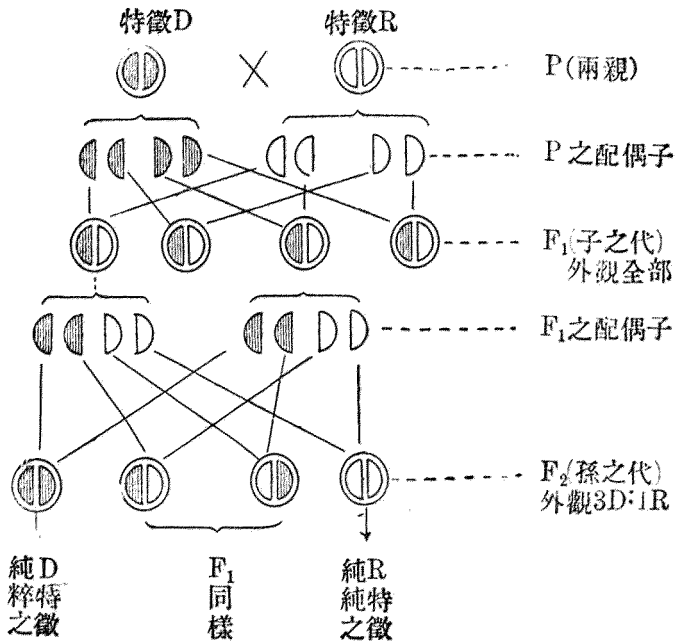 特徵D
特徵R
P(兩親)
P之配偶子
F₁(子之代)
外觀全部
F₁之配偶子
F₂(孫之代)
外觀3D:1R
純D
粹特
之徵
F₁
同
樣
純R
純特
之徵